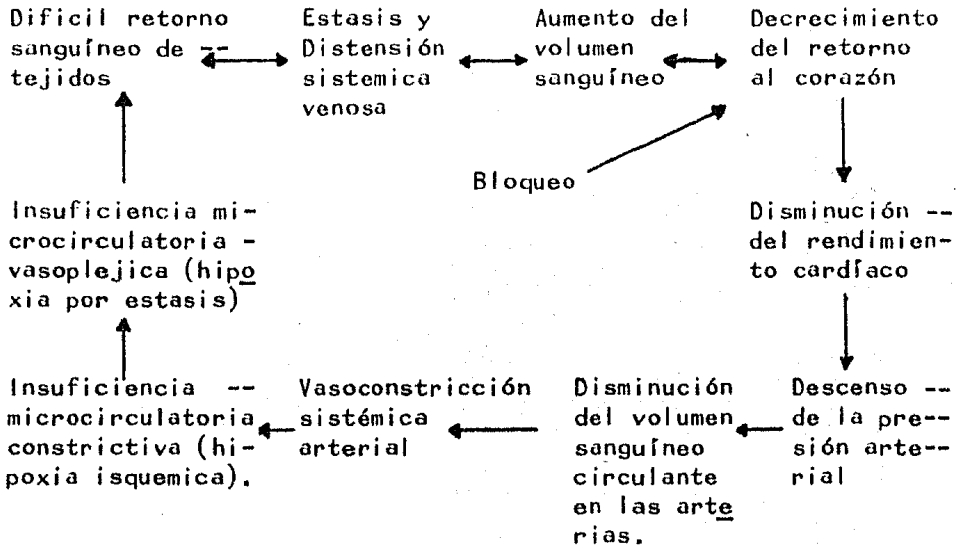 Dificil retorno
sanguíneo de --
tejidos
Estasis y
Distensión
sistemica
venosa
Aumento del
volumen
sanguíneo
Decrecimiento
del retorno
al corazón
Bloqueo
Insuficiencia mi-
crocirculatoria -
vasoplejica (hipo
xia por estasis)
Disminución --
del rendimien-
to cardíaco
Insuficiencia --
microcirculatoria
constrictiva (hi-
poxia isquemica).
Vasoconstricción
sistémica
arterial
Disminución
del volumen
sanguíneo
circulante
en las arte
rias.
Descenso --
de la pre--
sión arte--
rial